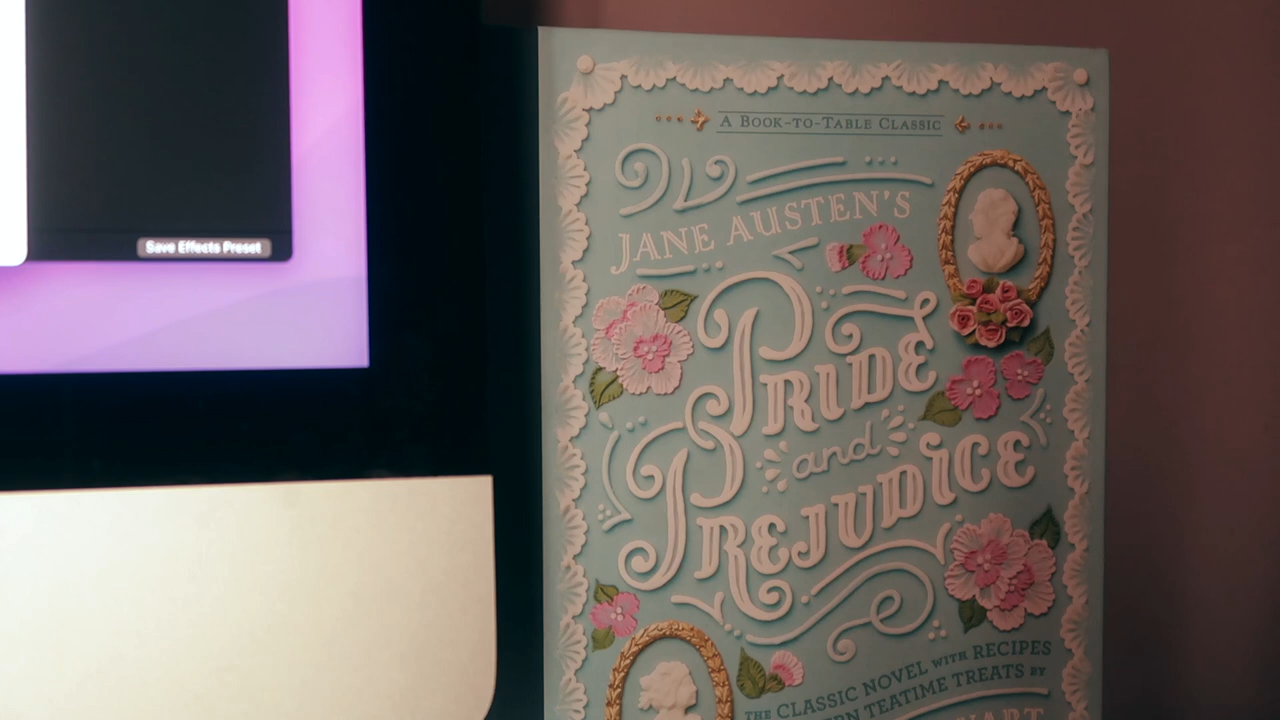 Save Effects Preset
A BOOK-TO-TABLE CLASSIC
JANE AUSTEN'S
PRIDE
and
PREJUDICE
THE CLASSIC NOVEL WITH RECIPES
TEATIME TREATS BY